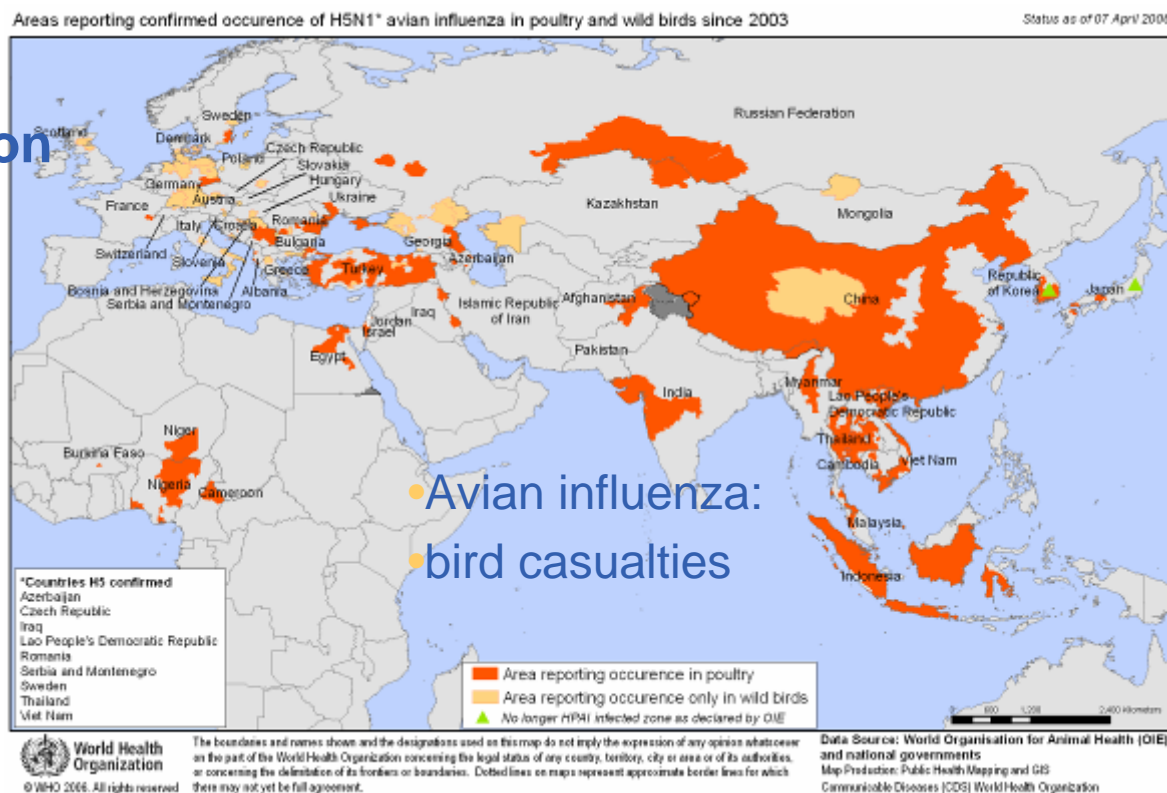 Areas reporting confirmed occurence of H5N1* avian influenza in poultry and wild birds since 2003
Status as of 07 April 2006
on
Russian Federation
Scotland
Sweden
Denmark
Poland
Czech Republic
Slovakia
Hungary
Ukraine
Germany
Austria
France
Italy
Croatia
Romania
Bulgaria
Switzerland
Slovenia
Greece
Bosnia and Herzegovina
Serbia and Montenegro
Albania
Turkey
Georgia
Azerbaijan
Kazakhstan
Mongolia
China
Republic
of Korea
Japan
Islamic Republic
of Iran
Afghanistan
Iraq
Jordan
Israel
Egypt
Pakistan
India
Myanmar
Lao People's
Democratic Republic
Thailand
Cambodia
Viet Nam
Malaysia
Indonesia
Niger
Burkina Faso
Nigeria
Cameroon
•Avian influenza:
•bird casualties
*Countries H5 confirmed
Azerbaijan
Czech Republic
Iraq
Lao People's Democratic Republic
Romania
Serbia and Montenegro
Sweden
Thailand
Viet Nam
Area reporting occurence in poultry
Area reporting occurence only in wild birds
No longer HPAI infected zone as declared by OIE
0 600 1,200 2,400 Kilometers
World Health
Organization
© WHO 2006. All rights reserved
The boundaries and names shown and the designations used on this map do not imply the expression of any opinion whatsoever
on the part of the World Health Organization concerning the legal status of any country, territory, city or area or of its authorities,
or concerning the delimitation of its frontiers or boundaries. Dotted lines on maps represent approximate border lines for which
there may not yet be full agreement.
Data Source: World Organisation for Animal Health (OIE)
and national governments
Map Production: Public Health Mapping and GIS
Communicable Diseases (CDS) World Health Organization